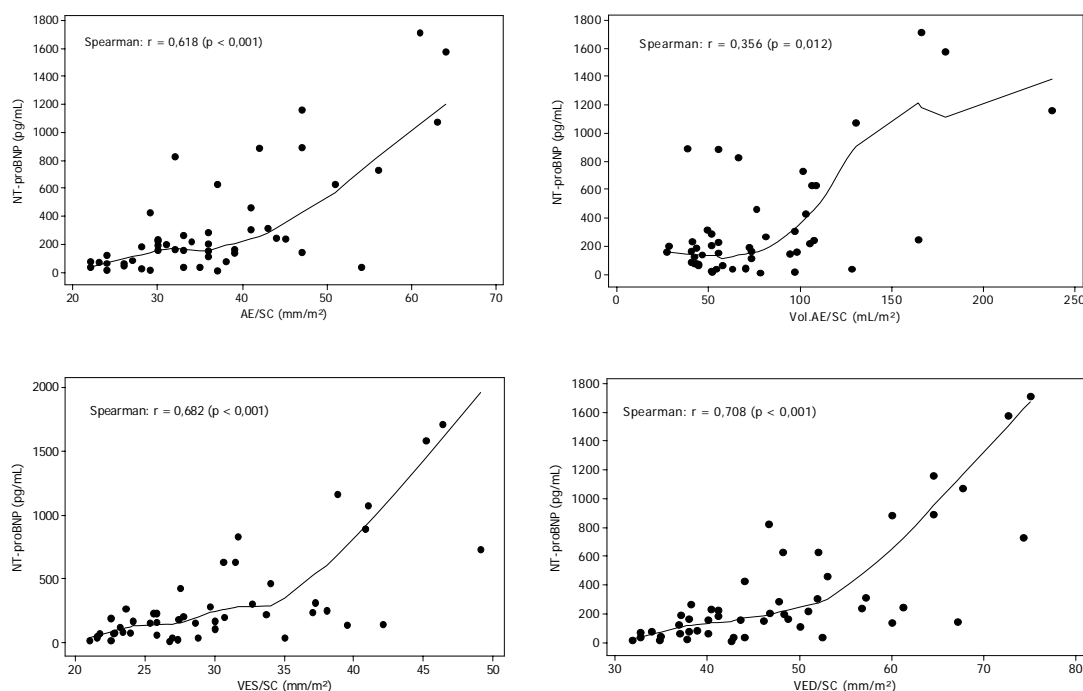 Spearman: r = 0,618 (p < 0,001)
NT-proBNP (pg/mL)
1800
1600
1400
1200
1000
800
600
400
200
0
20 30 40 50 60 70
AE/SC (mm/m²)
Spearman: r = 0,356 (p = 0,012)
NT-proBNP (pg/mL)
1800
1600
1400
1200
1000
800
600
400
200
0
0 50 100 150 200 250
Vol.AE/SC (mL/m²)
Spearman: r = 0,682 (p < 0,001)
NT-proBNP (pg/mL)
2000
1500
1000
500
0
20 25 30 35 40 45 50
VES/SC (mm/m²)
Spearman: r = 0,708 (p < 0,001)
NT-proBNP (pg/mL)
1800
1600
1400
1200
1000
800
600
400
200
0
30 40 50 60 70 80
VED/SC (mm/m²)